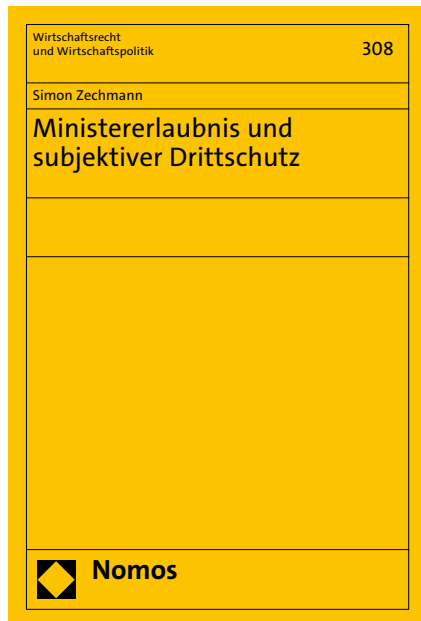 Wirtschaftsrecht
und Wirtschaftspolitik
308
Simon Zechmann
Ministererlaubnis und
subjektiver Drittschutz
Nomos